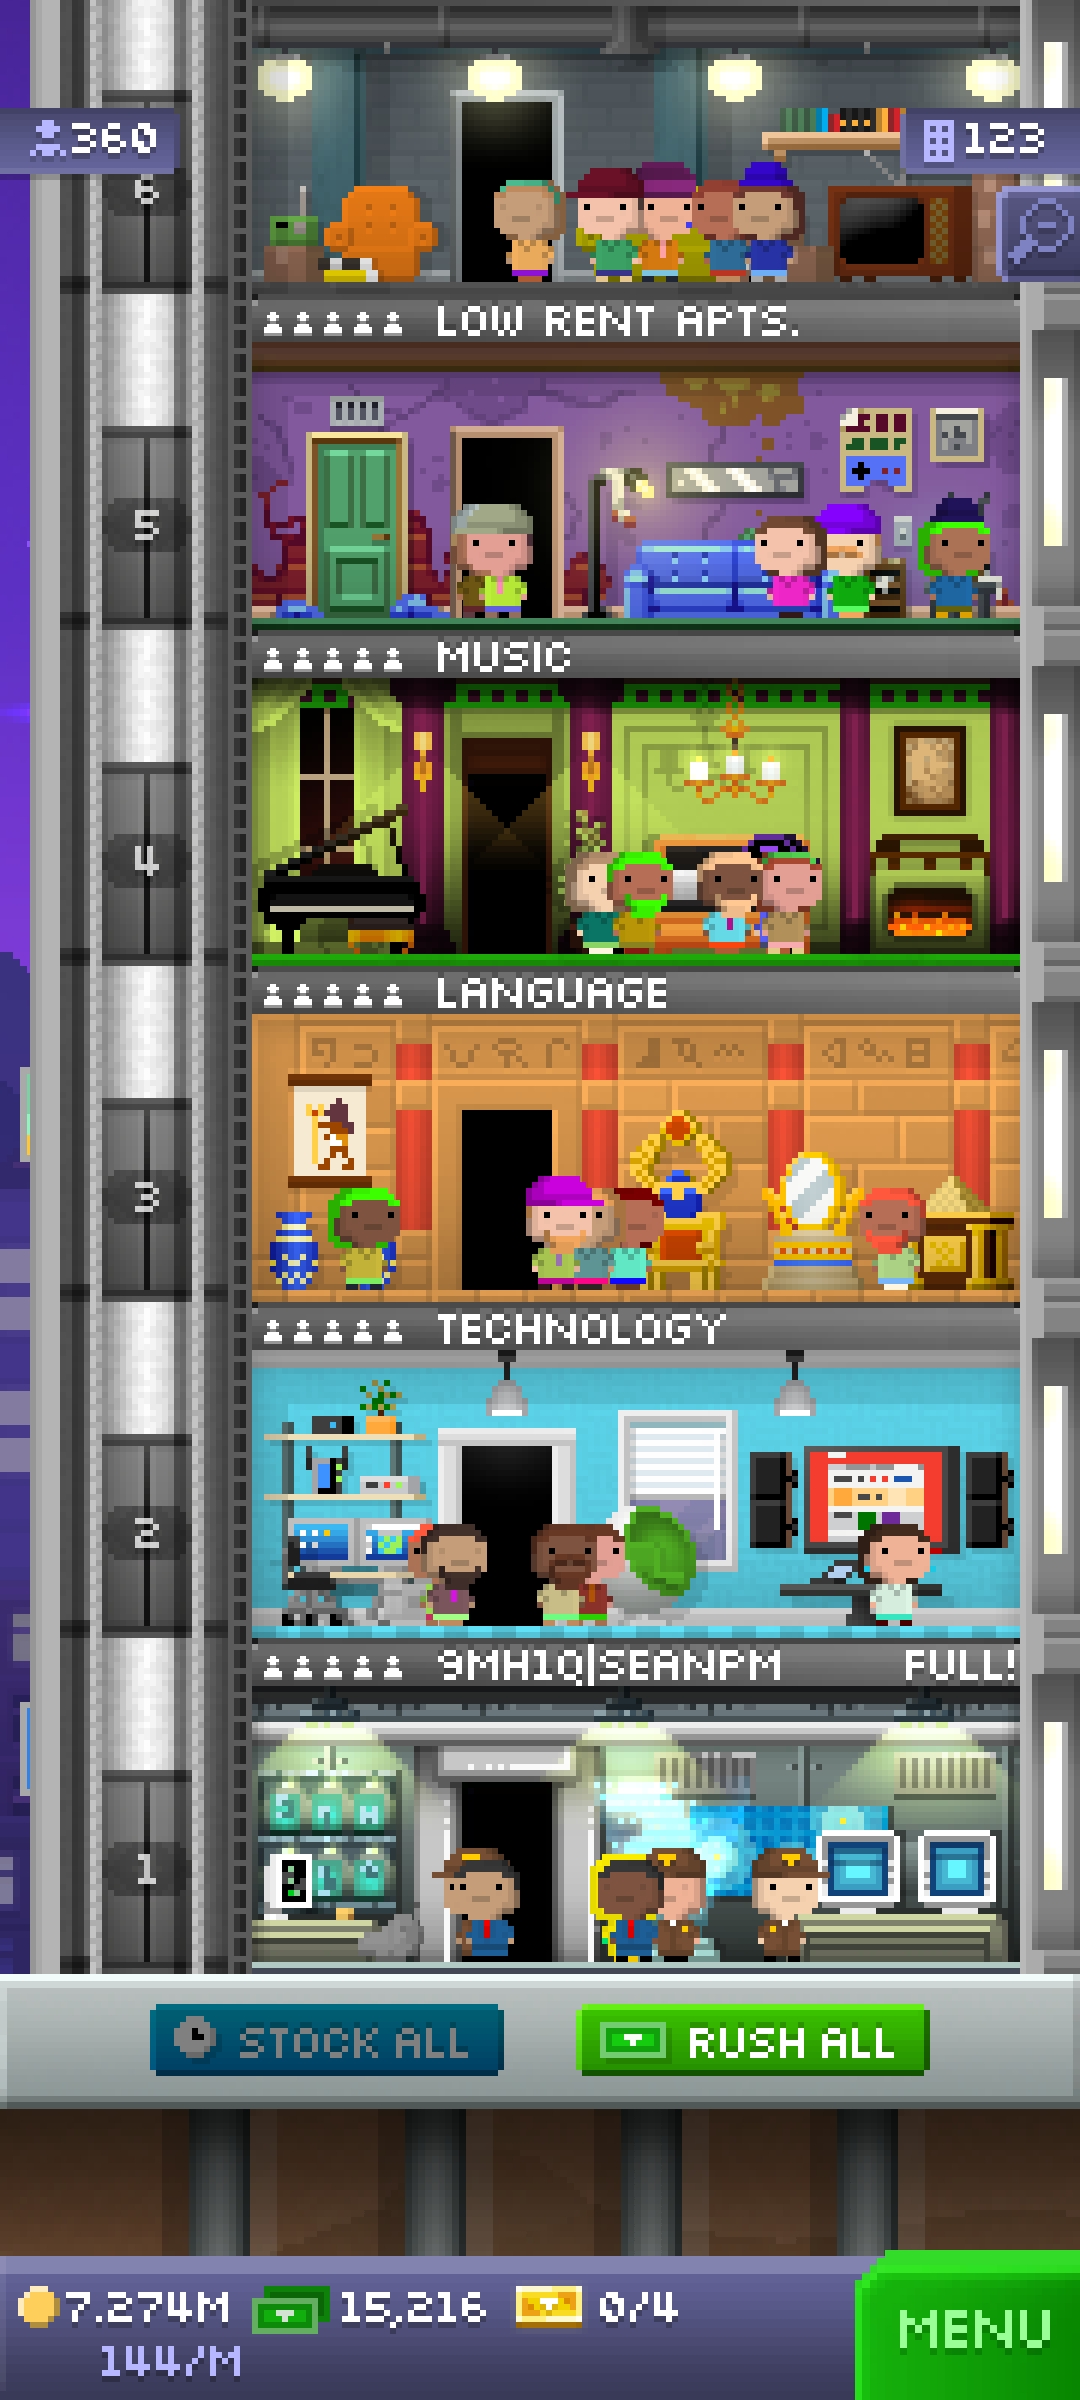 360
123
6
LOW RENT APTS.
5
MUSIC
4
LANGUAGE
3
TECHNOLOGY
2
9MH1Q|SEANPM FULL!
1
STOCK ALL
RUSH ALL
7.274M 15,216 0/4
144/M
MENU